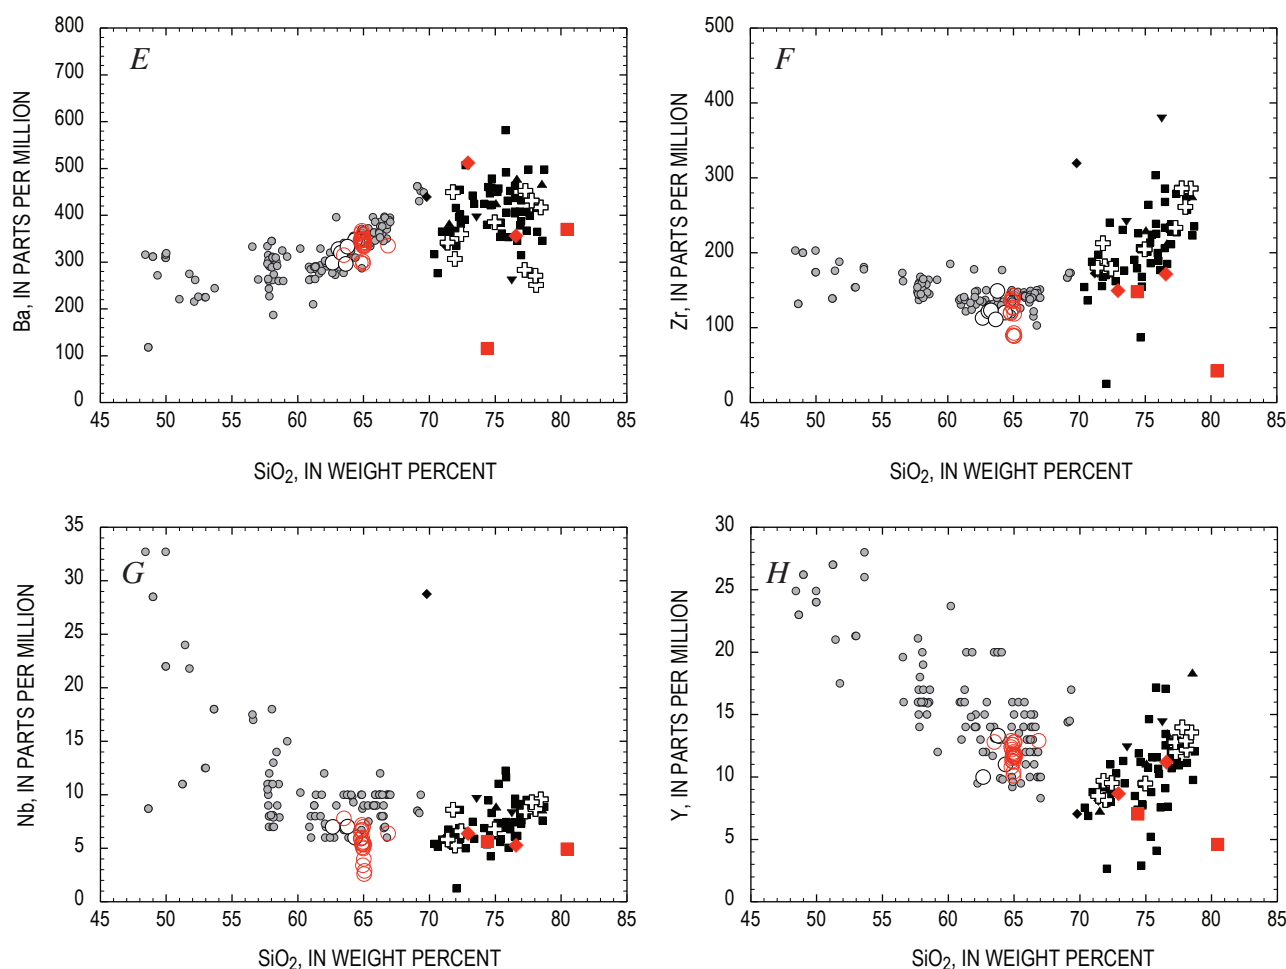 E
800
700
600
500
400
300
200
100
0
Ba, IN PARTS PER MILLION
45 50 55 60 65 70 75 80 85
SiO2, IN WEIGHT PERCENT
F
500
400
300
200
100
0
Zr, IN PARTS PER MILLION
45 50 55 60 65 70 75 80 85
SiO2, IN WEIGHT PERCENT
G
35
30
25
20
15
10
5
0
Nb, IN PARTS PER MILLION
45 50 55 60 65 70 75 80 85
SiO2, IN WEIGHT PERCENT
H
30
25
20
15
10
5
0
Y, IN PARTS PER MILLION
45 50 55 60 65 70 75 80 85
SiO2, IN WEIGHT PERCENT